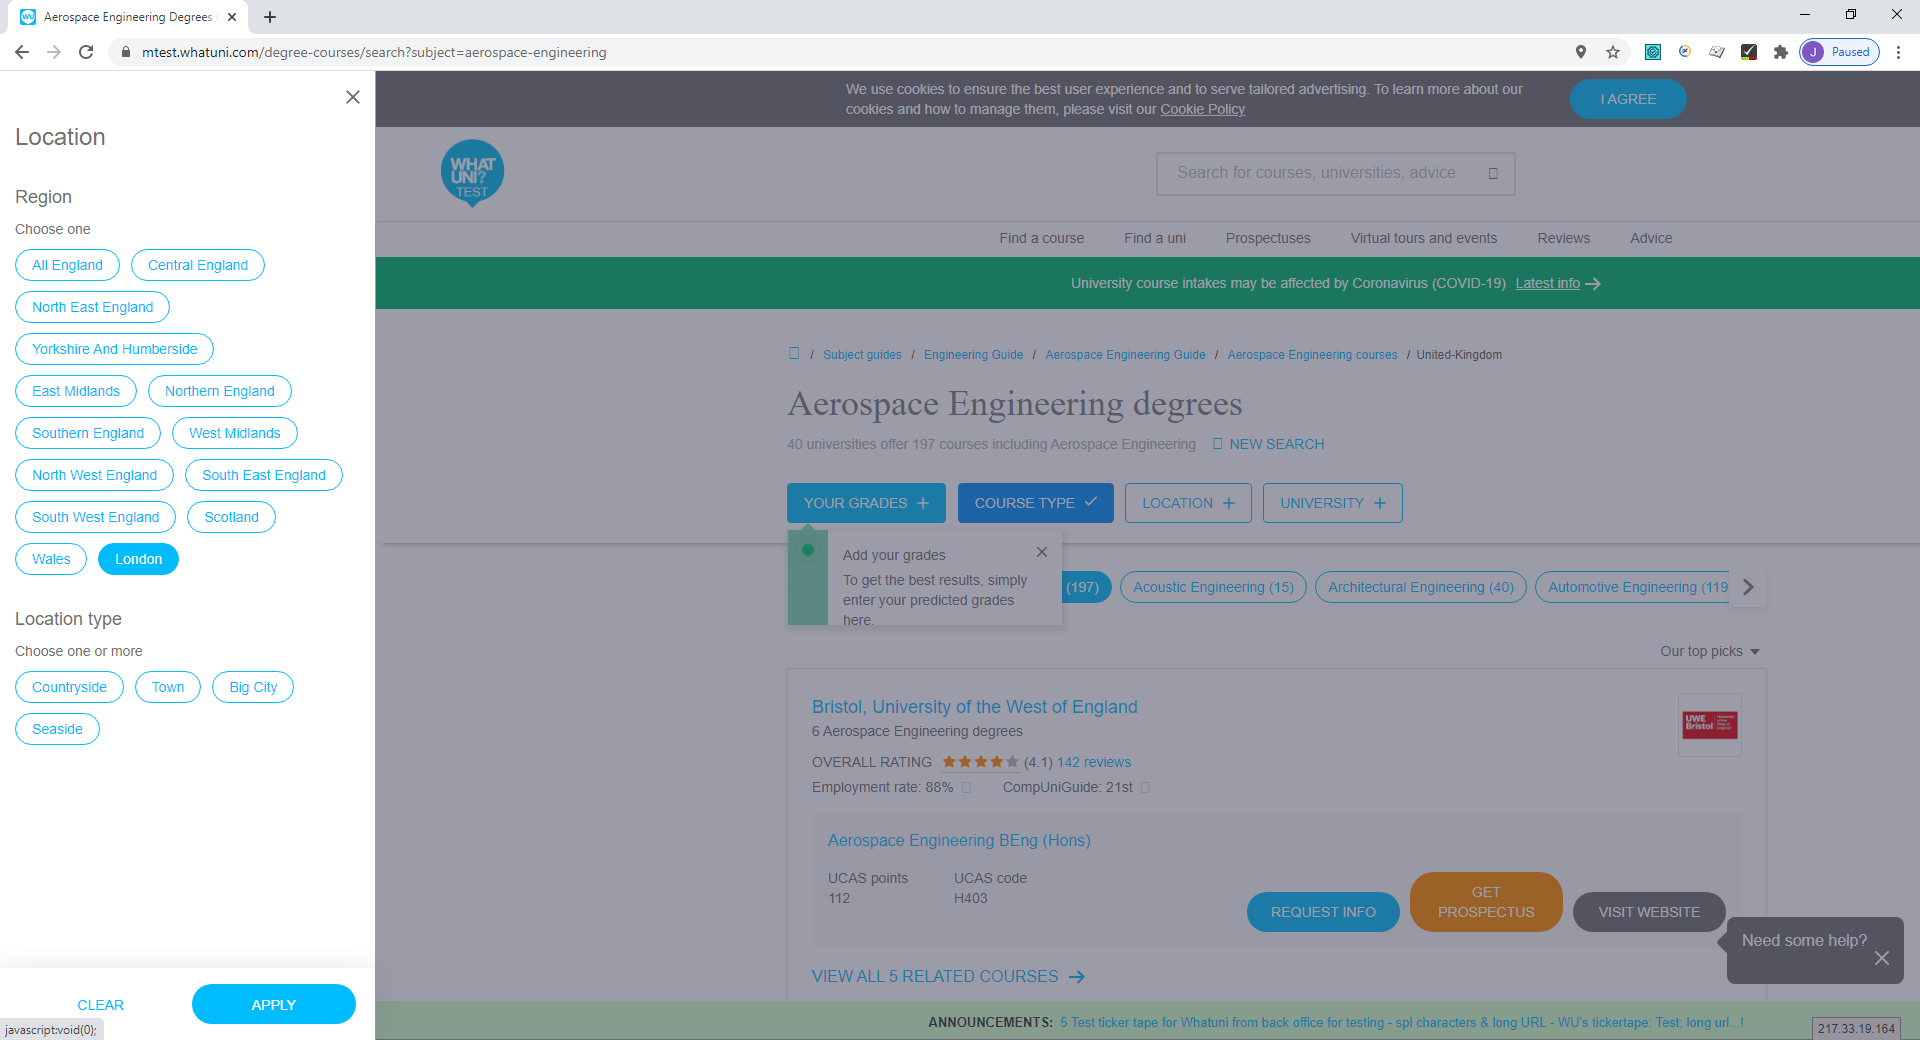 Aerospace Engineering Degrees
mtest.whatuni.com/degree-courses/search?subject=aerospace-engineering
J Paused
Location
Region
Choose one
All England
Central England
North East England
Yorkshire And Humberside
East Midlands
Northern England
Southern England
West Midlands
North West England
South East England
South West England
Scotland
Wales
London
Location type
Choose one or more
Countryside
Town
Big City
Seaside
CLEAR
APPLY
javascript:void(0);
We use cookies to ensure the best user experience and to serve tailored advertising. To learn more about our
cookies and how to manage them, please visit our Cookie Policy
I AGREE
WHAT
UNI?
TEST
Search for courses, universities, advice
Find a course
Find a uni
Prospectuses
Virtual tours and events
Reviews
Advice
University course intakes may be affected by Coronavirus (COVID-19) Latest info
/ Subject guides / Engineering Guide / Aerospace Engineering Guide / Aerospace Engineering courses / United-Kingdom
Aerospace Engineering degrees
40 universities offer 197 courses including Aerospace Engineering
NEW SEARCH
YOUR GRADES
COURSE TYPE
LOCATION
UNIVERSITY
Add your grades
To get the best results, simply
enter your predicted grades
here.
(197)
Acoustic Engineering (15)
Architectural Engineering (40)
Automotive Engineering (119
Our top picks
Bristol, University of the West of England
6 Aerospace Engineering degrees
OVERALL RATING (4.1) 142 reviews
Employment rate: 88%
CompUniGuide: 21st
UWE
Bristol
Aerospace Engineering BEng (Hons)
UCAS points
112
UCAS code
H403
REQUEST INFO
GET
PROSPECTUS
VISIT WEBSITE
Need some help?
VIEW ALL 5 RELATED COURSES
ANNOUNCEMENTS: 5 Test ticker tape for Whatuni from back office for testing - spl characters & long URL - WU's tickertape: Test; long url...!
217.33.19.164